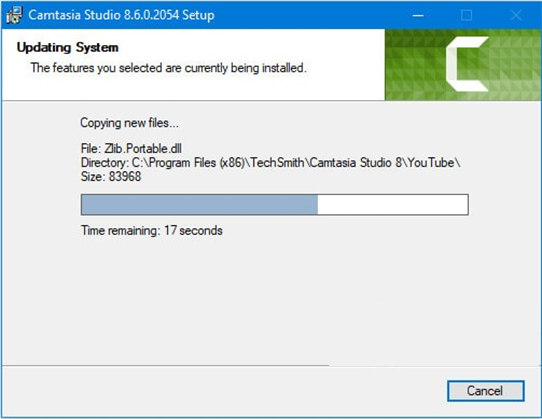 Camtasia Studio 8.6.0.2054 Setup
Updating System
The features you selected are currently being installed.
Copying new files...
File: Zlib.Portable.dll
Directory: C:\Program Files (x86)\TechSmith\Camtasia Studio 8\YouTube\
Size: 83968
Time remaining: 17 seconds
Cancel